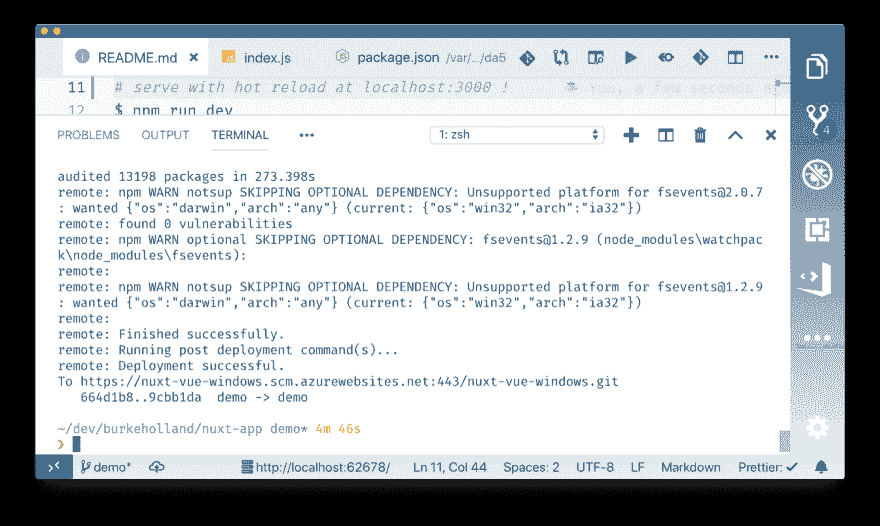 README.md × index.js package.json /var/.../da5 ...
11 # serve with hot reload at localhost:3000 !
You, a few seconds
12 $ npm run dev
PROBLEMS OUTPUT TERMINAL ... 1: zsh
audited 13198 packages in 273.398s
remote: npm WARN notsup SKIPPING OPTIONAL DEPENDENCY: Unsupported platform for fsevents@2.0.7
: wanted {"os":"darwin","arch":"any"} (current: {"os":"win32","arch":"ia32"})
remote: found 0 vulnerabilities
remote: npm WARN optional SKIPPING OPTIONAL DEPENDENCY: fsevents@1.2.9 (node_modules\watchpac
k\node_modules\fsevents):
remote:
remote: npm WARN notsup SKIPPING OPTIONAL DEPENDENCY: Unsupported platform for fsevents@1.2.9
: wanted {"os":"darwin","arch":"any"} (current: {"os":"win32","arch":"ia32"})
remote:
remote: Finished successfully.
remote: Running post deployment command(s)...
remote: Deployment successful.
To https://nuxt-vue-windows.scm.azurewebsites.net:443/nuxt-vue-windows.git
664d1b8..9cbb1da demo -> demo
~/dev/burkeholland/nuxt-app demo* 4m 46s
❯
4
demo* http://localhost:62678/ Ln 11, Col 44 Spaces: 2 UTF-8 LF Markdown Prettier: ✓